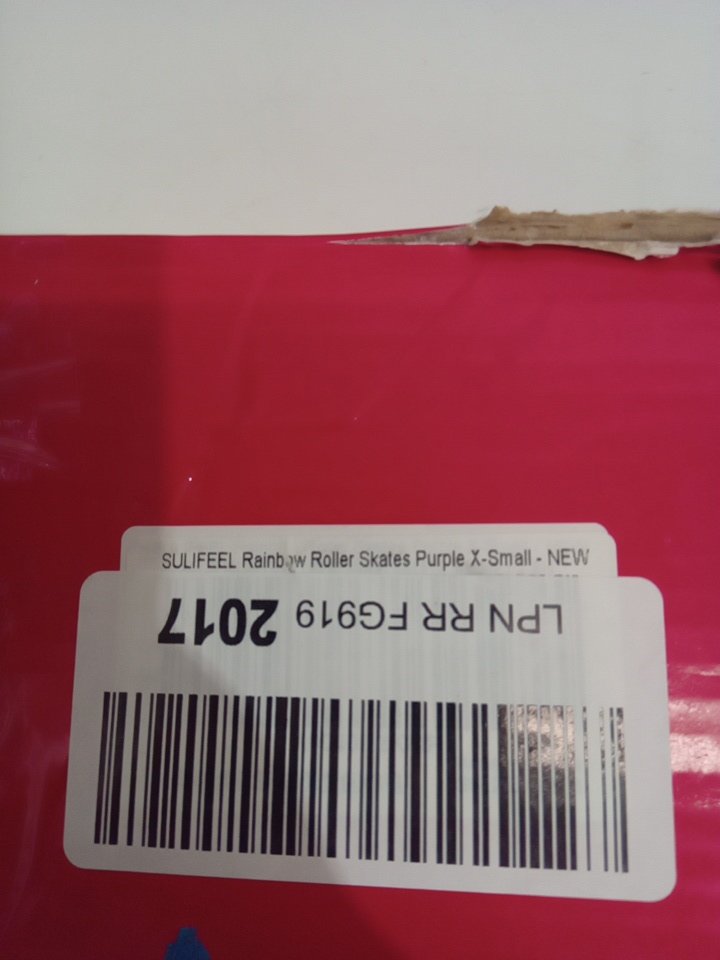 SULIFEEL Rainbow Roller Skates Purple X-Small - NEW
LPN RR FG919 2017